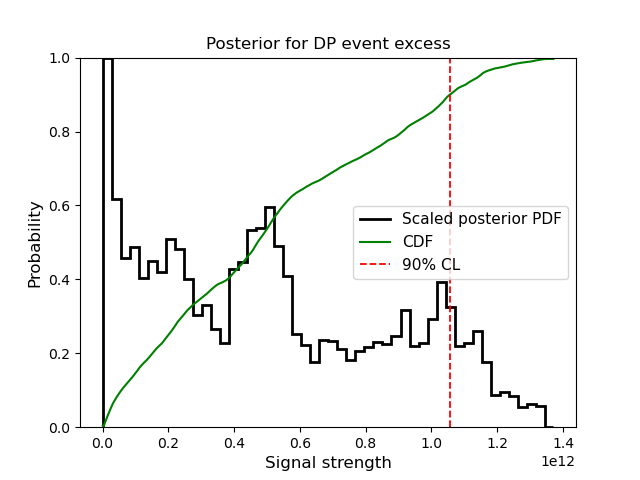 Posterior for DP event excess
1.0
0.8
0.6
0.4
0.2
0.0
Probability
Scaled posterior PDF
CDF
90% CL
0.0 0.2 0.4 0.6 0.8 1.0 1.2 1.4
1e12
Signal strength